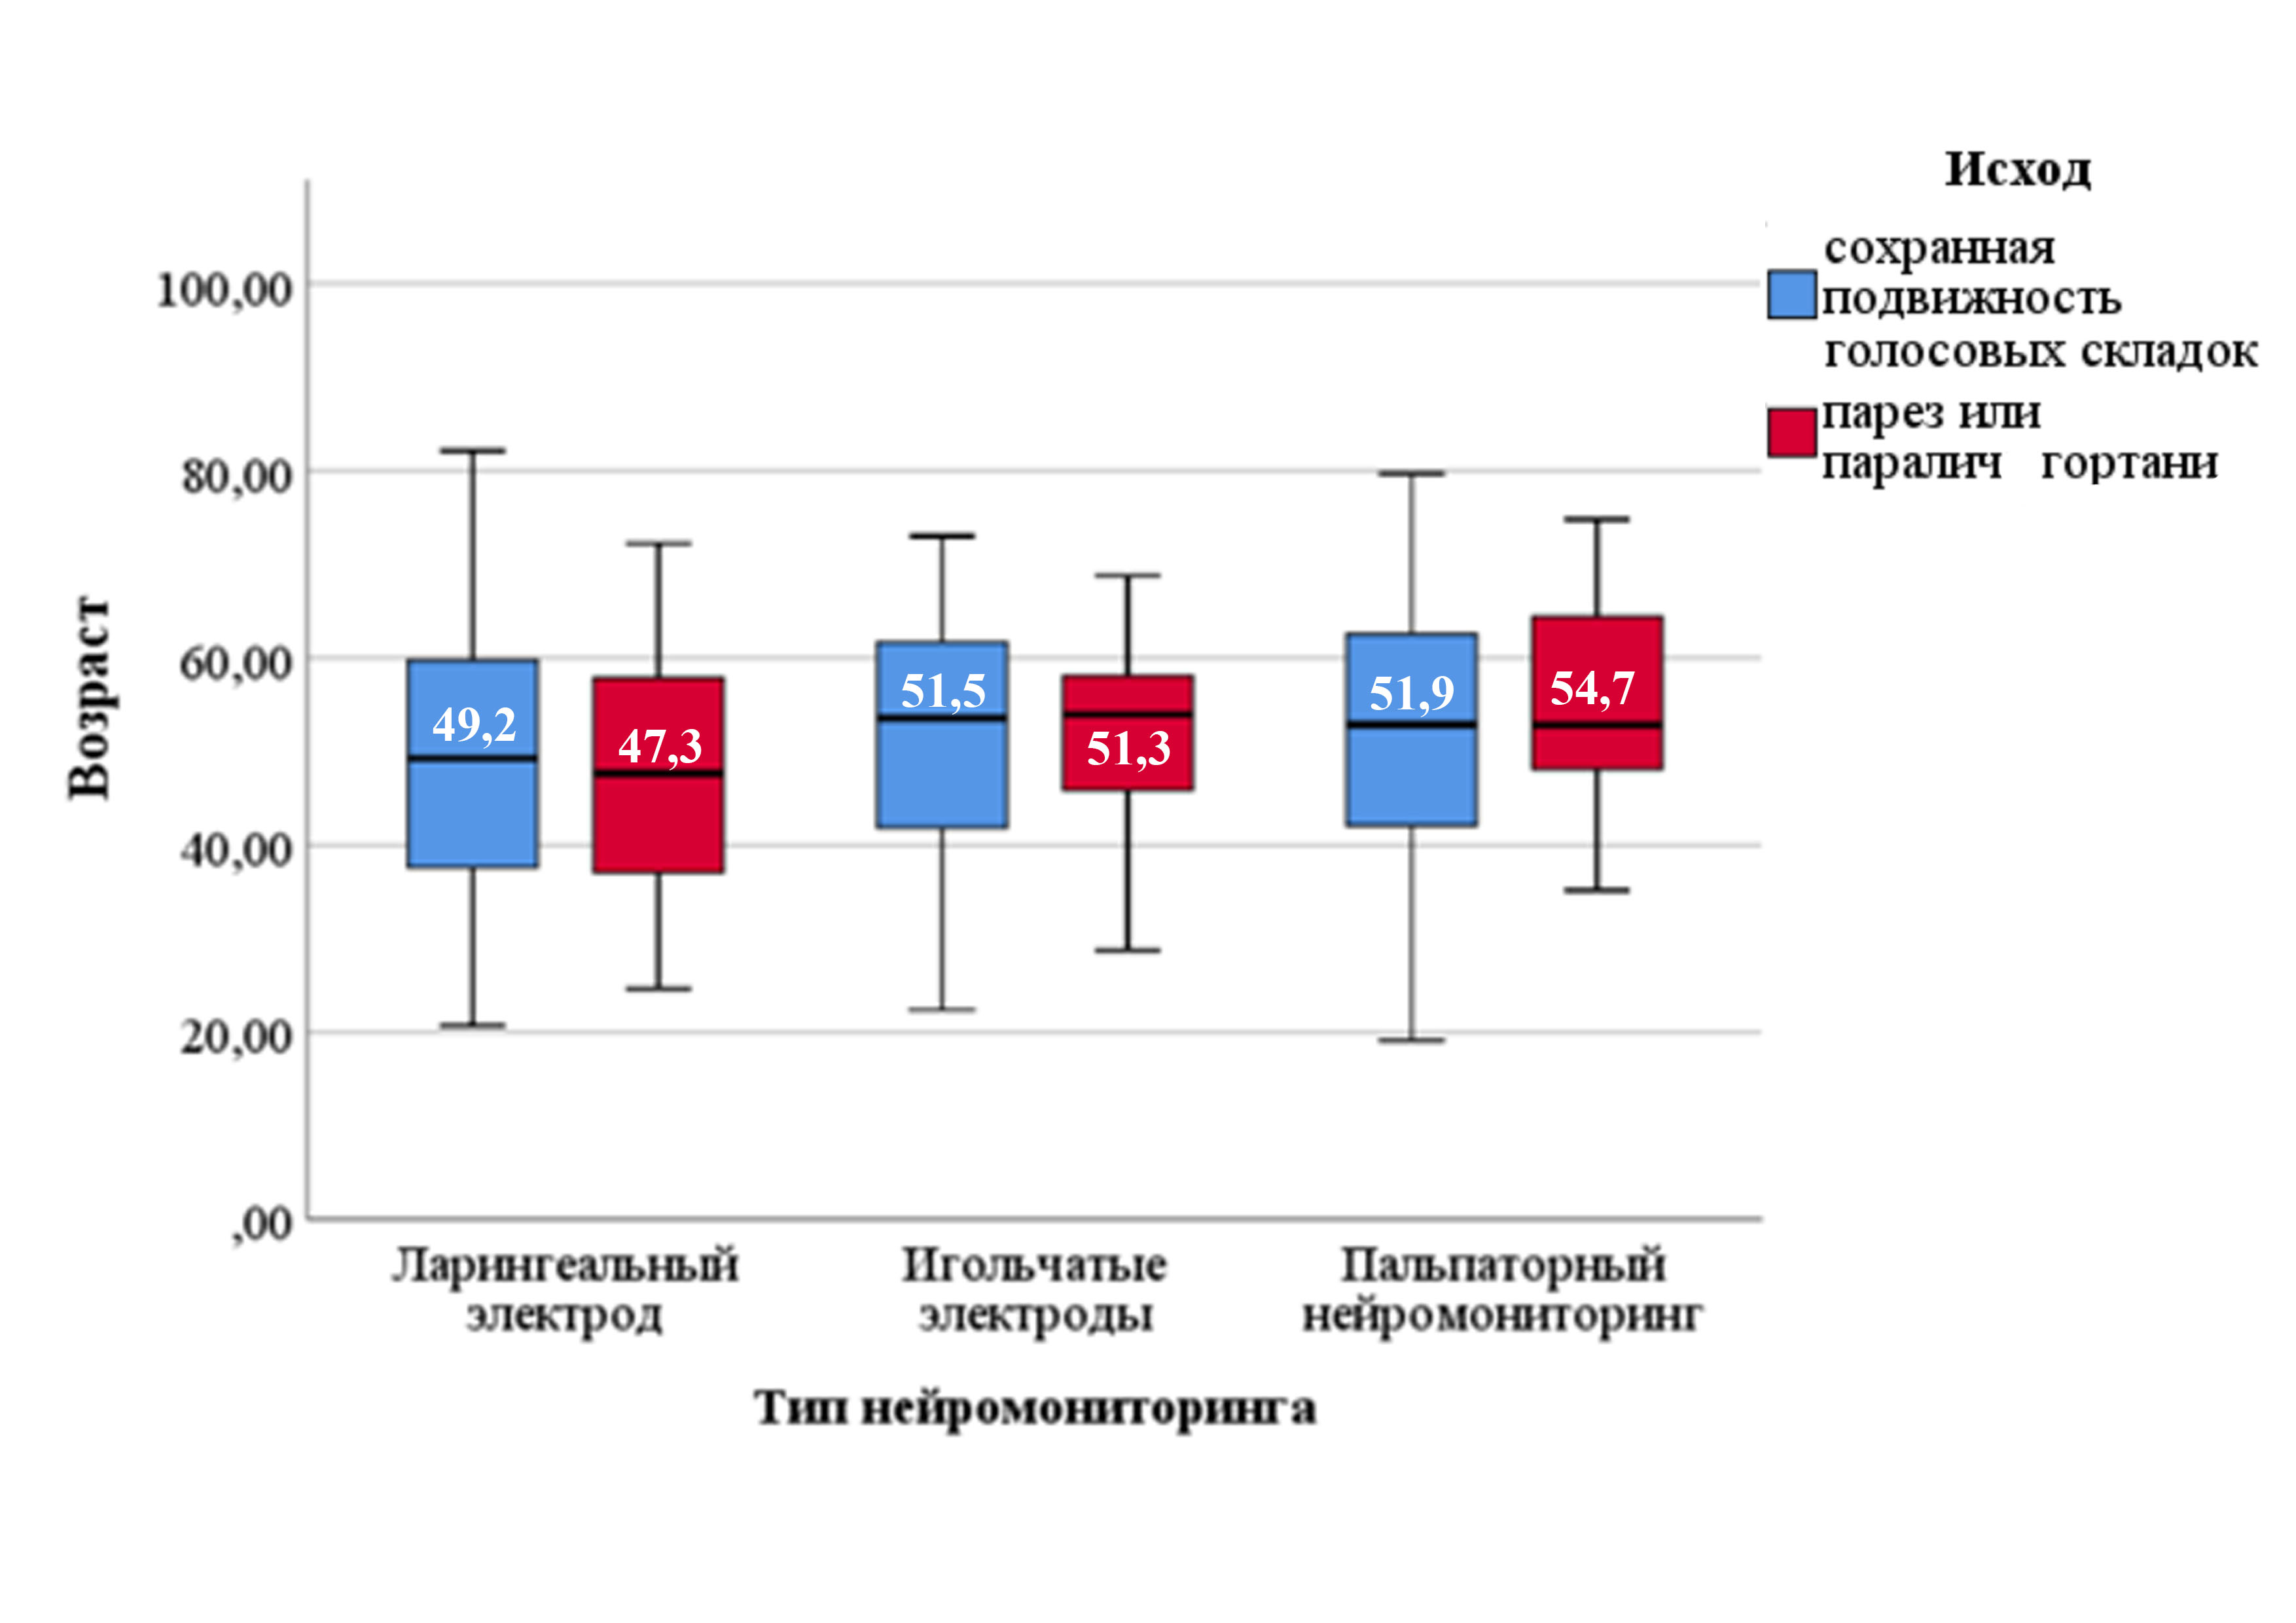 Исход
сохранная
подвижность
голосовых складок
парез или
паралич гортани
100,00
80,00
60,00
40,00
20,00
,00
Возраст
49,2
47,3
51,5
51,3
51,9
54,7
Ларингеальный
электрод
Игольчатые
электроды
Пальпаторный
нейромониторинг
Тип нейромониторинга